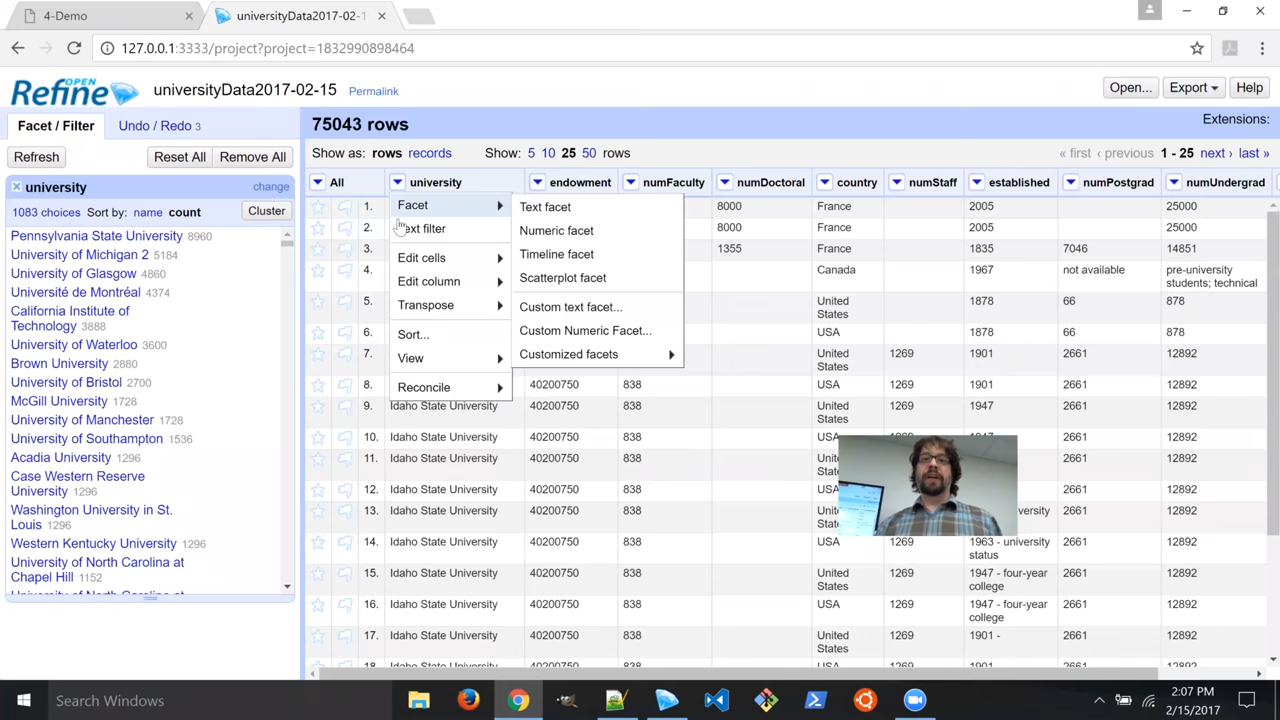 4-Demo
universityData2017-02-1
127.0.0.1:3333/project?project=1832990898464
OPEN
Refine
universityData2017-02-15
Permalink
Open...
Export
Help
Facet / Filter
Undo / Redo 3
75043 rows
Extensions:
Refresh
Reset All
Remove All
Show as: rows records
Show: 5 10 25 50 rows
« first ‹ previous 1 - 25 next › last »
university
change
1083 choices Sort by: name count
Cluster
Pennsylvania State University 8960
University of Michigan 2 5184
University of Glasgow 4860
Université de Montréal 4374
California Institute of
Technology 3888
University of Waterloo 3600
Brown University 2880
University of Bristol 2700
McGill University 1728
University of Manchester 1728
University of Southampton 1536
Acadia University 1296
Case Western Reserve
University 1296
Washington University in St.
Louis 1296
Western Kentucky University 1296
University of North Carolina at
Chapel Hill 1152
All university endowment numFaculty numDoctoral country numStaff established numPostgrad numUndergrad
Facet
Text filter
Edit cells
Edit column
Transpose
Sort...
View
Reconcile
Text facet
Numeric facet
Timeline facet
Scatterplot facet
Custom text facet...
Custom Numeric Facet...
Customized facets
1. 8000 France 2005 25000
2. 8000 France 2005 25000
3. 1355 France 1835 7046 14851
4. Canada 1967 not available pre-university
students; technical
5. United 1878 66 878
States
6. USA 1878 66 878
7. United 1269 1901 2661 12892
States
8. 40200750 838 USA 1269 1901 2661 12892
9. Idaho State University 40200750 838 United 1269 1947 2661 12892
States
10. Idaho State University 40200750 838 USA 1269 1947 2661 12892
11. Idaho State University 40200750 838 United 2661 12892
12. Idaho State University 40200750 838 USA 2661 12892
13. Idaho State University 40200750 838 United 2661 12892
14. Idaho State University 40200750 838 USA 1269 1963 - university 2661 12892
status
15. Idaho State University 40200750 838 United 1269 1947 - four-year 2661 12892
States college
16. Idaho State University 40200750 838 USA 1269 1947 - four-year 2661 12892
college
17. Idaho State University 40200750 838 United 1269 1901 - 2661 12892
States
Search Windows
2:07 PM
2/15/2017